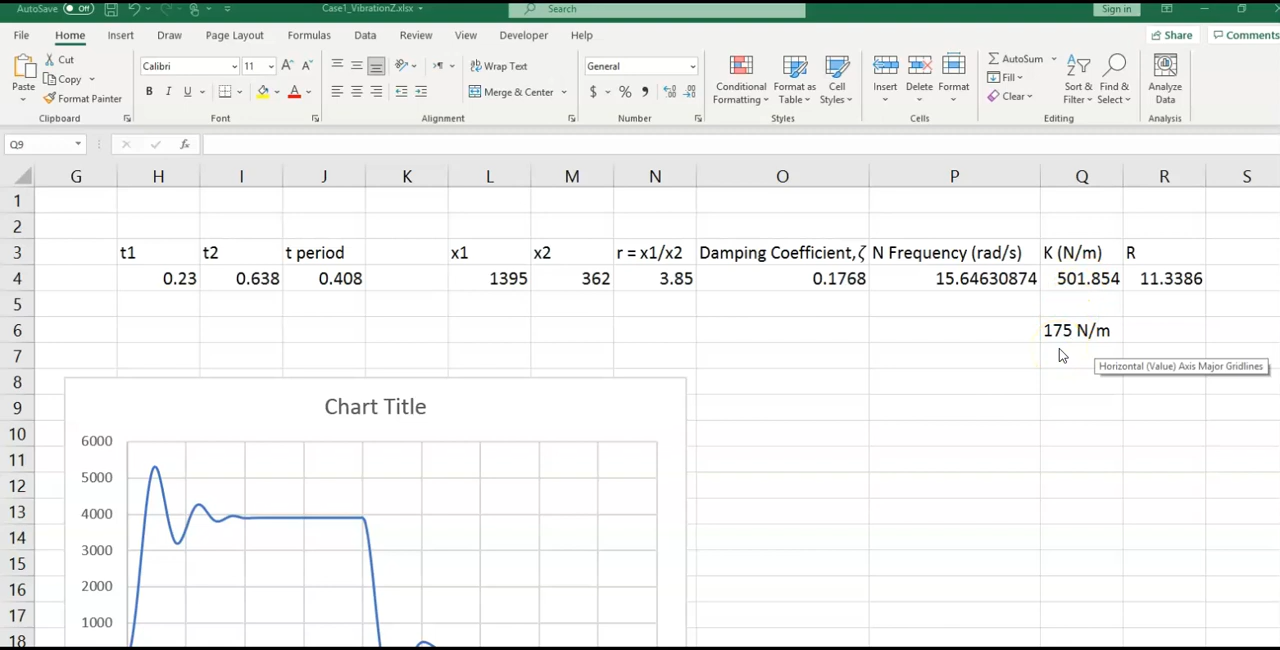 AutoSave Off Case1_VibrationZ.xlsx Search Sign in
File Home Insert Draw Page Layout Formulas Data Review View Developer Help Share Comments
Paste Cut Copy Format Painter
Calibri 11 B I U A
Wrap Text
Merge & Center
General
$ % 9
Conditional Formatting Format as Table Cell Styles
Insert Delete Format
AutoSum Fill Clear
Sort & Filter Find & Select
Analyze Data
Clipboard Font Alignment Number Styles Cells Editing Analysis
Q9 fx
G H I J K L M N O P Q R S
1
2
3 t1 t2 t period x1 x2 r = x1/x2 Damping Coefficient,ζ N Frequency (rad/s) K (N/m) R
4 0.23 0.638 0.408 1395 362 3.85 0.1768 15.64630874 501.854 11.3386
5
6 175 N/m
7 Horizontal (Value) Axis Major Gridlines
8
9 Chart Title
10 6000
11 5000
12
13 4000
14 3000
15
16 2000
17 1000
18